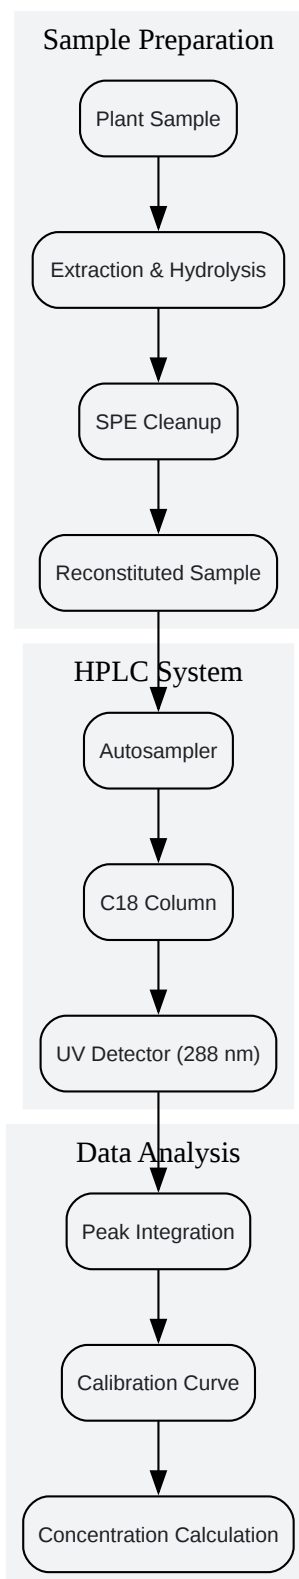 Sample Preparation
Plant Sample
Extraction & Hydrolysis
SPE Cleanup
Reconstituted Sample
HPLC System
Autosampler
C18 Column
UV Detector (288 nm)
Data Analysis
Peak Integration
Calibration Curve
Concentration Calculation